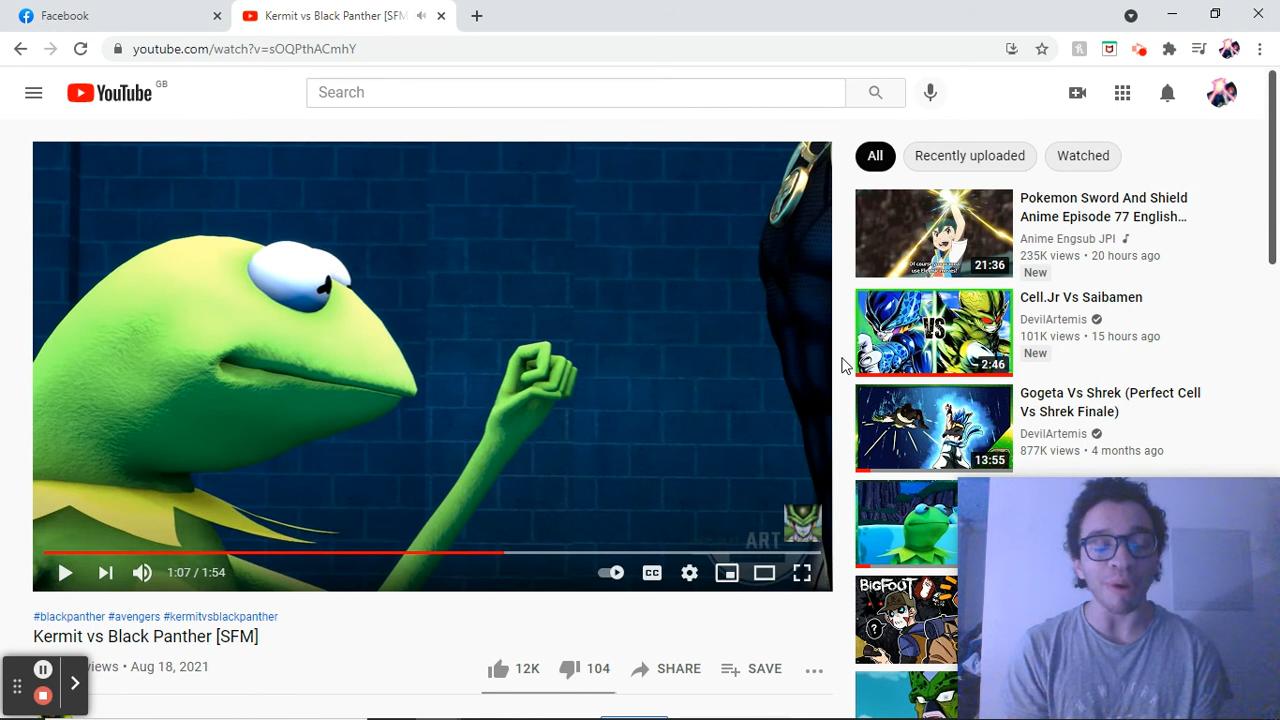 Facebook
Kermit vs Black Panther [SFM
youtube.com/watch?v=sOQPthACmhY
YouTube GB
Search
All
Recently uploaded
Watched
Pokemon Sword And Shield
Anime Episode 77 English…
Anime Engsub JPI
235K views • 20 hours ago
New
21:36
Cell.Jr Vs Saibamen
DevilArtemis
101K views • 15 hours ago
New
VS
2:46
Gogeta Vs Shrek (Perfect Cell
Vs Shrek Finale)
DevilArtemis
877K views • 4 months ago
13:55
BIGFOOT
ART
1:07 / 1:54
CC
#blackpanther #avengers #kermitvsblackpanther
Kermit vs Black Panther [SFM]
views • Aug 18, 2021
12K
104
SHARE
SAVE